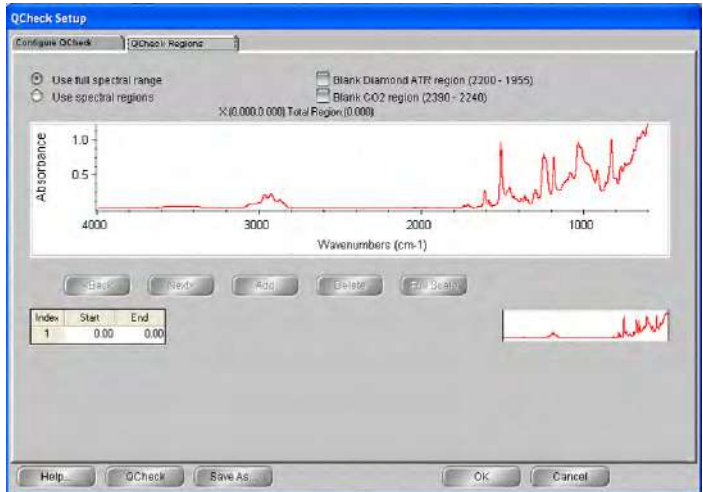 QCheck Setup
Configure QCheck QCheck Regions
Use full spectral range Blank Diamond ATR region (2200 - 1955)
Use spectral regions Blank CO2 region (2390 - 2240)
X:(0.000,0.000) Total Region:(0.000)
1.0
0.5
Absorbance
4000 3000 2000 1000
Wavenumbers (cm-1)
<Back Next> Add Delete Full Scale
Index Start End
1 0.00 0.00
Help... QCheck Save As... OK Cancel